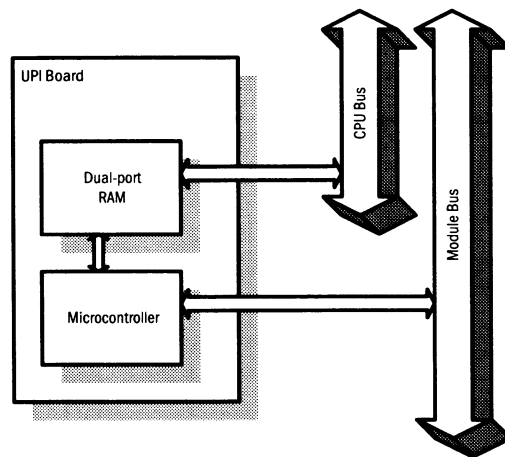 UPI Board
Dual-port
RAM
Microcontroller
CPU Bus
Module Bus